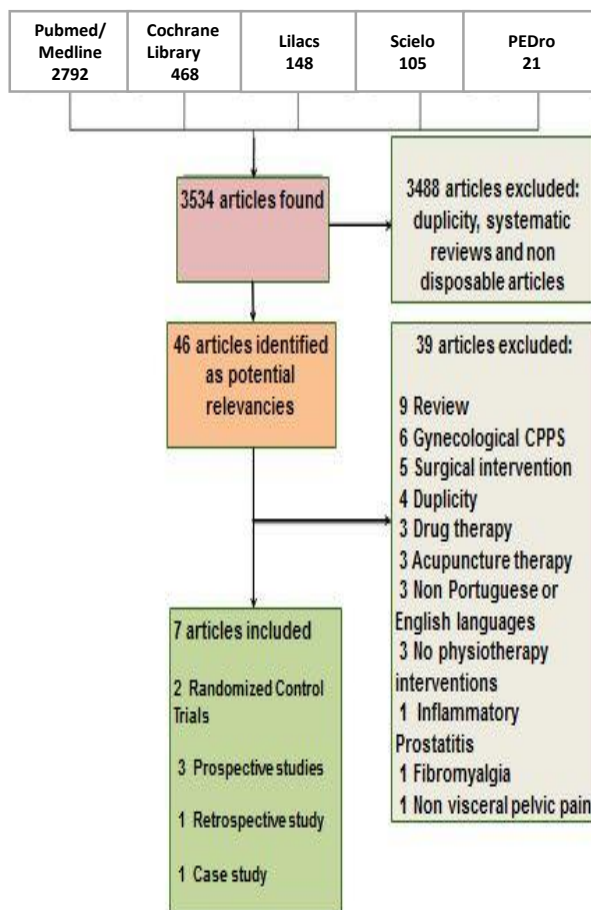 Pubmed/
Medline
2792
Cochrane
Library
468
Lilacs
148
Scielo
105
PEDro
21
3534 articles found
3488 articles excluded:
duplicity, systematic
reviews and non
disposable articles
46 articles identified
as potential
relevancies
39 articles excluded:
9 Review
6 Gynecological CPPS
5 Surgical intervention
4 Duplicity
3 Drug therapy
3 Acupuncture therapy
3 Non Portuguese or
English languages
3 No physiotherapy
interventions
1 Inflammatory
Prostatitis
1 Fibromyalgia
1 Non visceral pelvic pain
7 articles included
2 Randomized Control
Trials
3 Prospective studies
1 Retrospective study
1 Case study